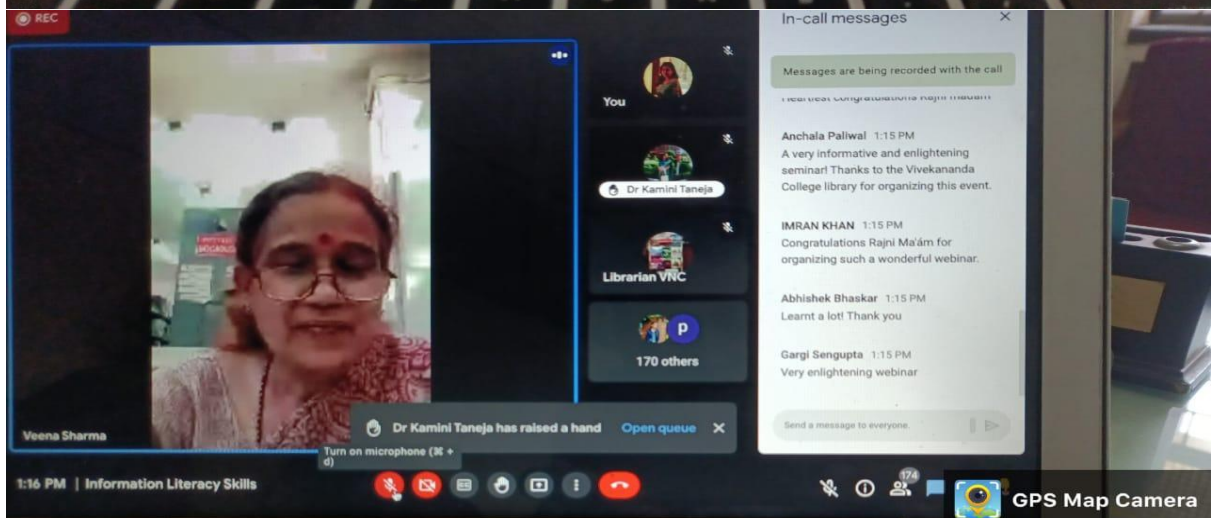 REC
In-call messages
Messages are being recorded with the call
Heartiest Congratulations Rajni madam
You
Anchala Paliwal 1:15 PM
A very informative and enlightening
seminar! Thanks to the Vivekananda
College library for organizing this event.
Dr Kamini Taneja
IMRAN KHAN 1:15 PM
Congratulations Rajni Ma'ám for
organizing such a wonderful webinar.
Librarian VNC
Abhishek Bhaskar 1:15 PM
Learnt a lot! Thank you
P
170 others
Gargi Sengupta 1:15 PM
Very enlightening webinar
Veena Sharma
Dr Kamini Taneja has raised a hand Open queue
Send a message to everyone.
Turn on microphone (⌘ +
d)
1:16 PM | Information Literacy Skills
174
GPS Map Camera